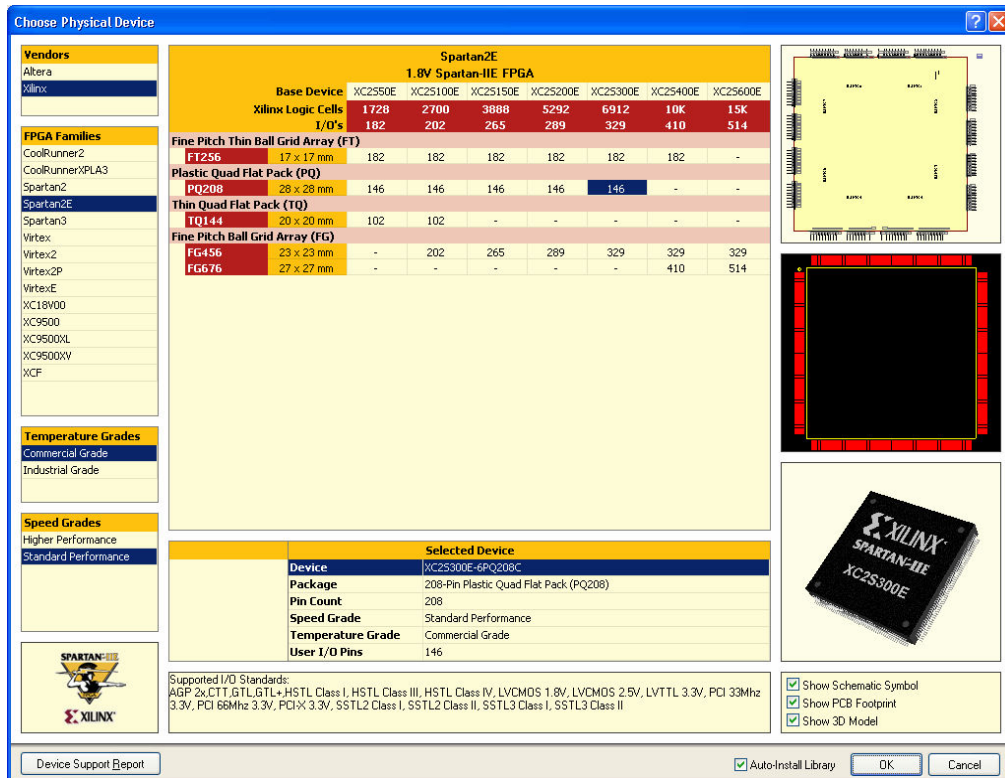 Choose Physical Device
Vendors
Altera
Xilinx
FPGA Families
CoolRunner2
CoolRunnerXPLA3
Spartan2
Spartan2E
Spartan3
Virtex
Virtex2
Virtex2P
VirtexE
XC18V00
XC9500
XC9500XL
XC9500XV
XCF
Temperature Grades
Commercial Grade
Industrial Grade
Speed Grades
Higher Performance
Standard Performance
SPARTAN-IIE
XILINX
Spartan2E
1.8V Spartan-IIE FPGA
Base Device XC2S50E XC2S100E XC2S150E XC2S200E XC2S300E XC2S400E XC2S600E
Xilinx Logic Cells 1728 2700 3888 5292 6912 10K 15K
I/O's 182 202 265 289 329 410 514
Fine Pitch Thin Ball Grid Array (FT)
FT256 17 x 17 mm 182 182 182 182 182 182 -
Plastic Quad Flat Pack (PQ)
PQ208 28 x 28 mm 146 146 146 146 146 - -
Thin Quad Flat Pack (TQ)
TQ144 20 x 20 mm 102 102 - - - - -
Fine Pitch Ball Grid Array (FG)
FG456 23 x 23 mm - 202 265 289 329 329 329
FG676 27 x 27 mm - - - - - 410 514
Selected Device
Device XC2S300E-6PQ208C
Package 208-Pin Plastic Quad Flat Pack (PQ208)
Pin Count 208
Speed Grade Standard Performance
Temperature Grade Commercial Grade
User I/O Pins 146
Supported I/O Standards:
AGP 2x,CTT,GTL,GTL+,HSTL Class I, HSTL Class III, HSTL Class IV, LVCMOS 1.8V, LVCMOS 2.5V, LVTTL 3.3V, PCI 33Mhz
3.3V, PCI 66Mhz 3.3V, PCI-X 3.3V, SSTL2 Class I, SSTL2 Class II, SSTL3 Class I, SSTL3 Class II
XILINX
SPARTAN-IIE
XC2S300E
Show Schematic Symbol
Show PCB Footprint
Show 3D Model
Device Support Report
Auto-Install Library
OK
Cancel